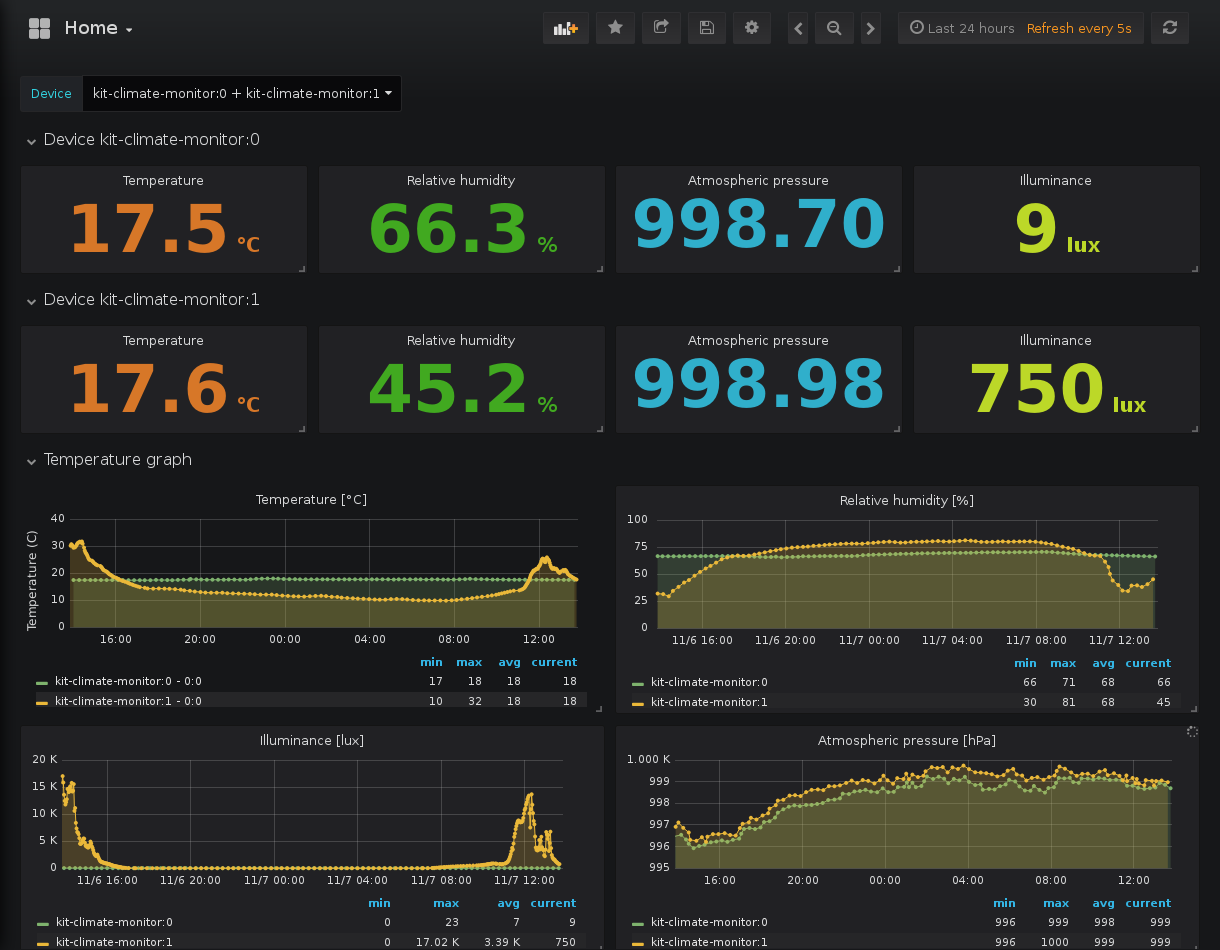 Home
Last 24 hours Refresh every 5s
Device kit-climate-monitor:0 + kit-climate-monitor:1
Device kit-climate-monitor:0
Temperature Relative humidity Atmospheric pressure Illuminance
17.5 °C 66.3 % 998.70 9 lux
Device kit-climate-monitor:1
Temperature Relative humidity Atmospheric pressure Illuminance
17.6 °C 45.2 % 998.98 750 lux
Temperature graph
Temperature [°C]
Temperature (C)
40
30
20
10
0
16:00 20:00 00:00 04:00 08:00 12:00
min max avg current
kit-climate-monitor:0 - 0:0 17 18 18 18
kit-climate-monitor:1 - 0:0 10 32 18 18
Relative humidity [%]
100
75
50
25
0
11/6 16:00 11/6 20:00 11/7 00:00 11/7 04:00 11/7 08:00 11/7 12:00
min max avg current
kit-climate-monitor:0 66 71 68 66
kit-climate-monitor:1 30 81 68 45
Illuminance [lux]
20 K
15 K
10 K
5 K
0
11/6 16:00 11/6 20:00 11/7 00:00 11/7 04:00 11/7 08:00 11/7 12:00
min max avg current
kit-climate-monitor:0 0 23 7 9
kit-climate-monitor:1 0 17.02 K 3.39 K 750
Atmospheric pressure [hPa]
1.000 K
999
998
997
996
995
16:00 20:00 00:00 04:00 08:00 12:00
min max avg current
kit-climate-monitor:0 996 999 998 999
kit-climate-monitor:1 996 1000 999 999